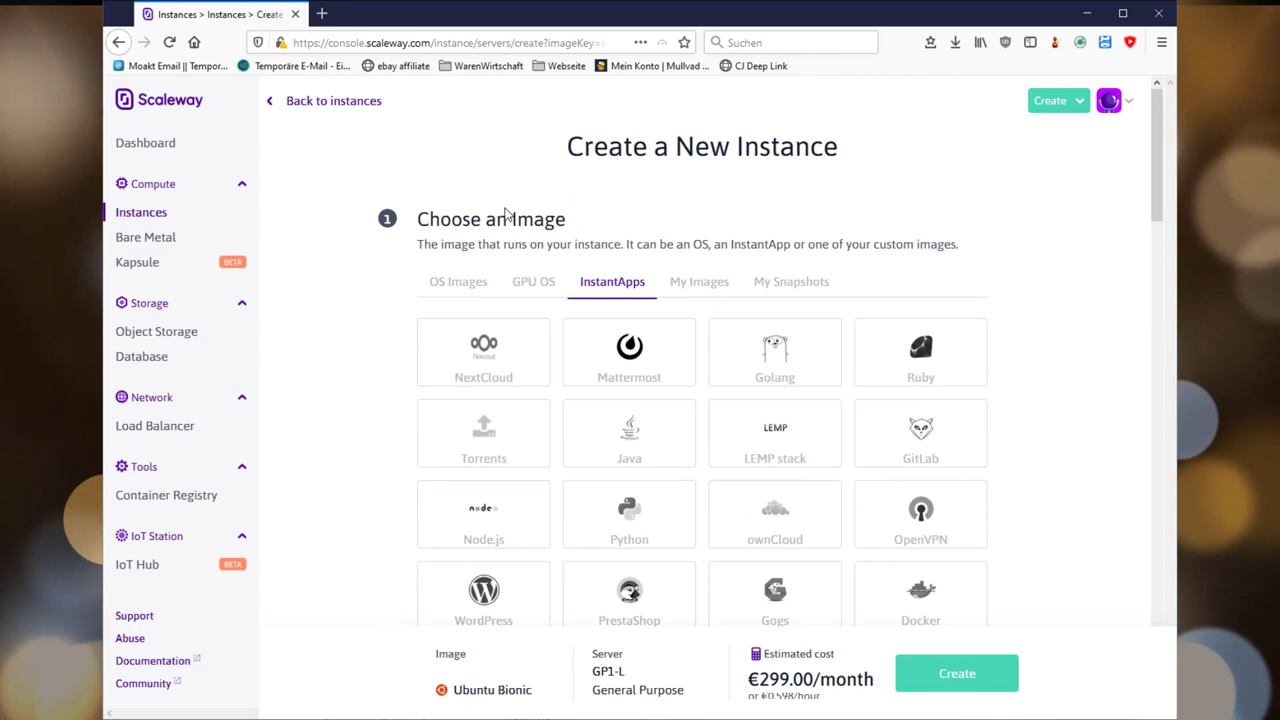 Instances > Instances > Create
https://console.scaleway.com/instance/servers/create?imageKey=
Suchen
Moakt Email || Tempor...
Temporäre E-Mail - Ei...
ebay affiliate
WarenWirtschaft
Webseite
Mein Konto | Mullvad ...
CJ Deep Link
Scaleway
Dashboard
Compute
Instances
Bare Metal
Kapsule
BETA
Storage
Object Storage
Database
Network
Load Balancer
Tools
Container Registry
IoT Station
IoT Hub
BETA
Support
Abuse
Documentation
Community
Back to instances
Create
Create a New Instance
1
Choose an Image
The image that runs on your instance. It can be an OS, an InstantApp or one of your custom images.
OS Images
GPU OS
InstantApps
My Images
My Snapshots
NextCloud
Mattermost
Golang
Ruby
Torrents
Java
LEMP
LEMP stack
GitLab
node
Node.js
Python
ownCloud
OpenVPN
WordPress
PrestaShop
Gogs
Docker
Image
Ubuntu Bionic
Server
GP1-L
General Purpose
Estimated cost
€299.00/month
or €0.598/hour
Create